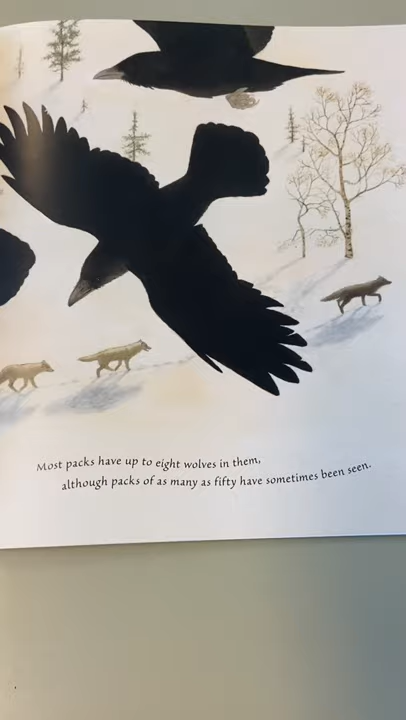 Most packs have up to eight wolves in them,
although packs of as many as fifty have sometimes been seen.